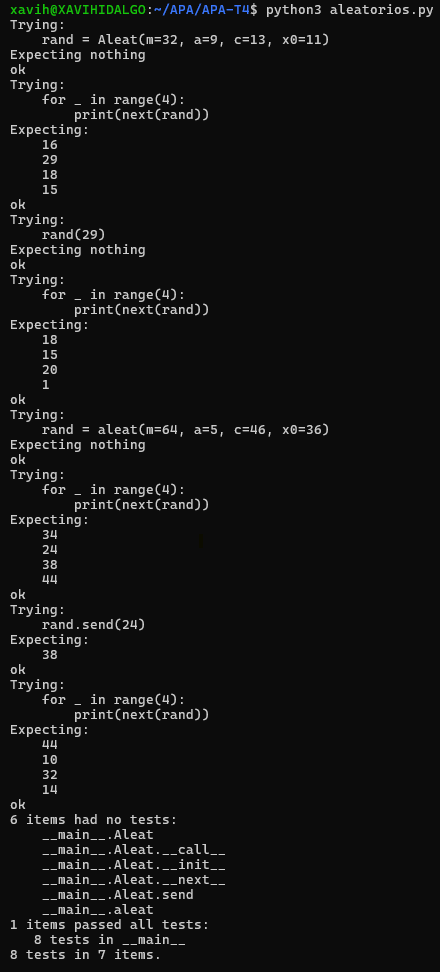 xavih@XAVIHIDALGO:~/APA/APA-T4$ python3 aleatorios.py
Trying:
    rand = Aleat(m=32, a=9, c=13, x0=11)
Expecting nothing
ok
Trying:
    for _ in range(4):
        print(next(rand))
Expecting:
    16
    29
    18
    15
ok
Trying:
    rand(29)
Expecting nothing
ok
Trying:
    for _ in range(4):
        print(next(rand))
Expecting:
    18
    15
    20
    1
ok
Trying:
    rand = aleat(m=64, a=5, c=46, x0=36)
Expecting nothing
ok
Trying:
    for _ in range(4):
        print(next(rand))
Expecting:
    34
    24
    38
    44
ok
Trying:
    rand.send(24)
Expecting:
    38
ok
Trying:
    for _ in range(4):
        print(next(rand))
Expecting:
    44
    10
    32
    14
ok
6 items had no tests:
    __main__.Aleat
    __main__.Aleat.__call__
    __main__.Aleat.__init__
    __main__.Aleat.__next__
    __main__.Aleat.send
    __main__.aleat
1 items passed all tests:
   8 tests in __main__
8 tests in 7 items.